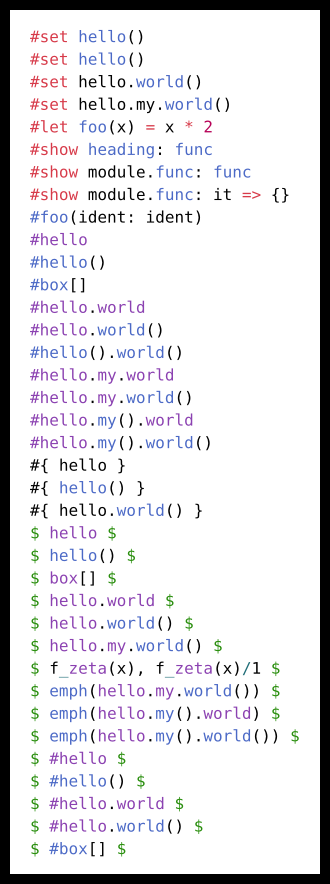 #set hello()
#set hello()
#set hello.world()
#set hello.my.world()
#let foo(x) = x * 2
#show heading: func
#show module.func: func
#show module.func: it => {}
#foo(ident: ident)
#hello
#hello()
#box[]
#hello.world
#hello.world()
#hello().world()
#hello.my.world
#hello.my.world()
#hello.my().world
#hello.my().world()
#{ hello }
#{ hello() }
#{ hello.world() }
$ hello $
$ hello() $
$ box[] $
$ hello.world $
$ hello.world() $
$ hello.my.world() $
$ f_zeta(x), f_zeta(x)/1 $
$ emph(hello.my.world()) $
$ emph(hello.my().world) $
$ emph(hello.my().world()) $
$ #hello $
$ #hello() $
$ #hello.world $
$ #hello.world() $
$ #box[] $